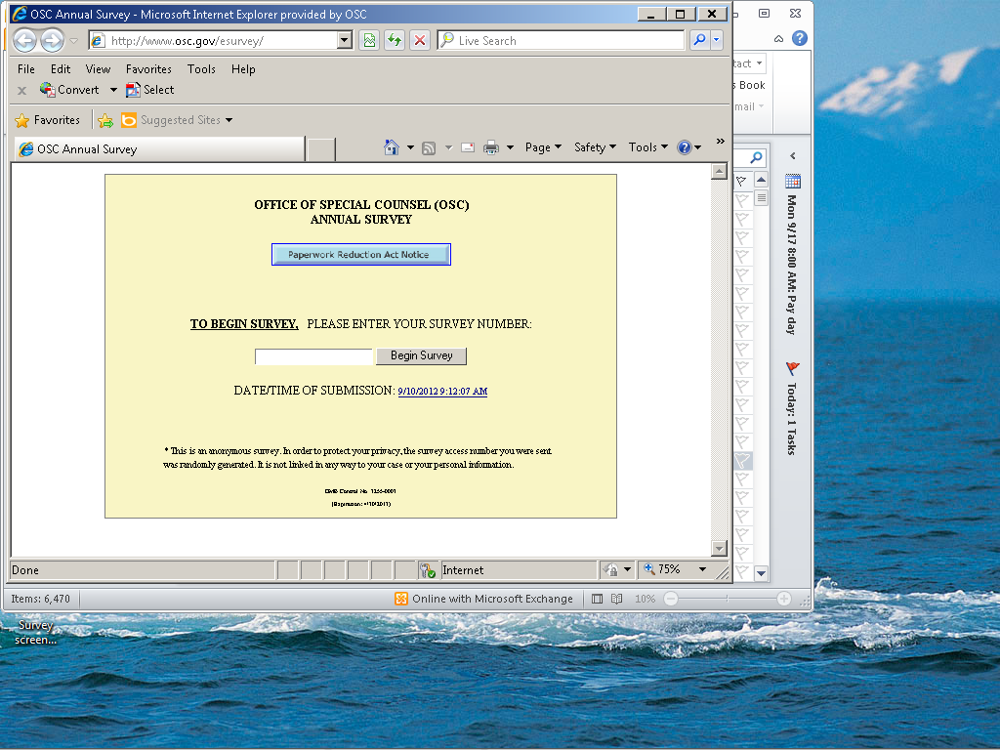 OSC Annual Survey - Microsoft Internet Explorer provided by OSC
http://www.osc.gov/esurvey/
Live Search
File Edit View Favorites Tools Help
x Convert Select
Favorites Suggested Sites
OSC Annual Survey
Page Safety Tools »
OFFICE OF SPECIAL COUNSEL (OSC)
ANNUAL SURVEY
Paperwork Reduction Act Notice
TO BEGIN SURVEY, PLEASE ENTER YOUR SURVEY NUMBER:
Begin Survey
DATE/TIME OF SUBMISSION: 9/10/2012 9:12:07 AM
* This is an anonymous survey. In order to protect your privacy, the survey access number you were sent
was randomly generated. It is not linked in any way to your case or your personal information.
Done Internet 75%
tact
s Book
mail
Mon 9/17 8:00 AM: Pay day
Today: 1 Tasks
Items: 6,470 Online with Microsoft Exchange 10%
Survey
screen...